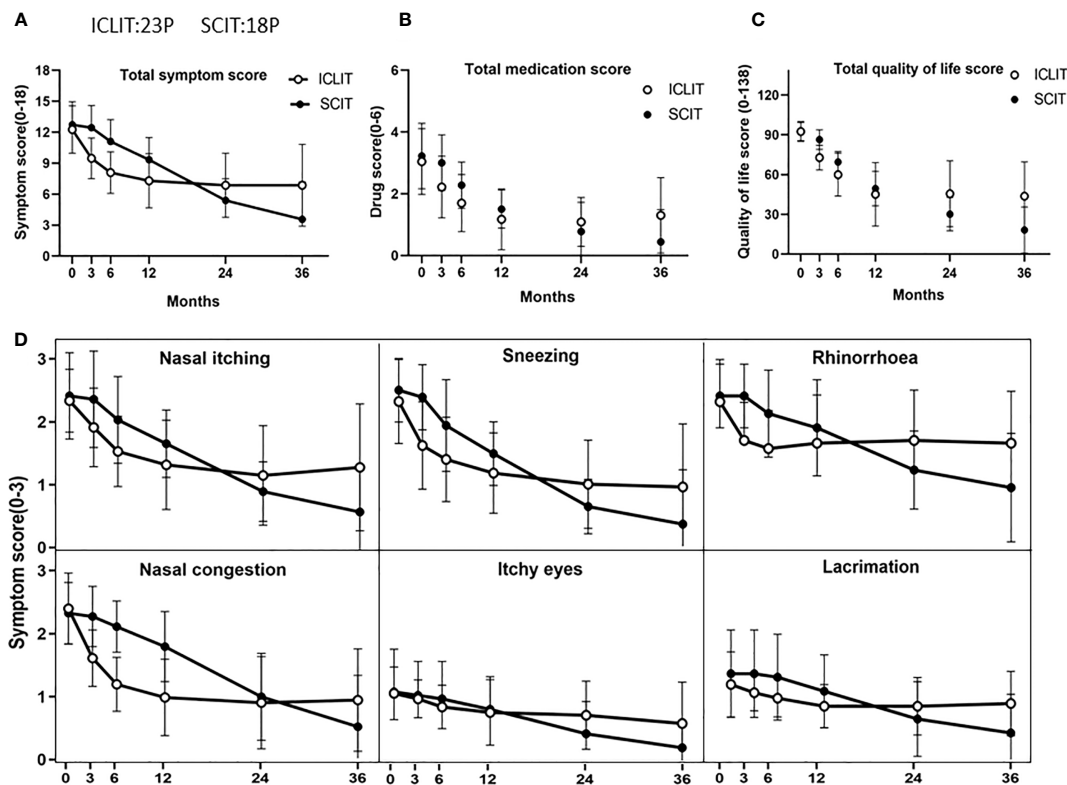 A
ICLIT:23P SCIT:18P
Total symptom score
ICLIT
SCIT
Symptom score(0-18)
18
15
12
9
6
3
0
0 3 6 12 24 36
Months
B
Total medication score
ICLIT
SCIT
Drug score(0-6)
6
4
2
0
0 3 6 12 24 36
Months
C
Total quality of life score
ICLIT
SCIT
Quality of life score (0-138)
120
90
60
30
0
0 3 6 12 24 36
Months
D
Symptom score(0-3)
Nasal itching
Sneezing
Rhinorrhoea
3
2
1
0
Nasal congestion
Itchy eyes
Lacrimation
3
2
1
0
0 3 6 12 24 36
0 3 6 12 24 36
0 3 6 12 24 36